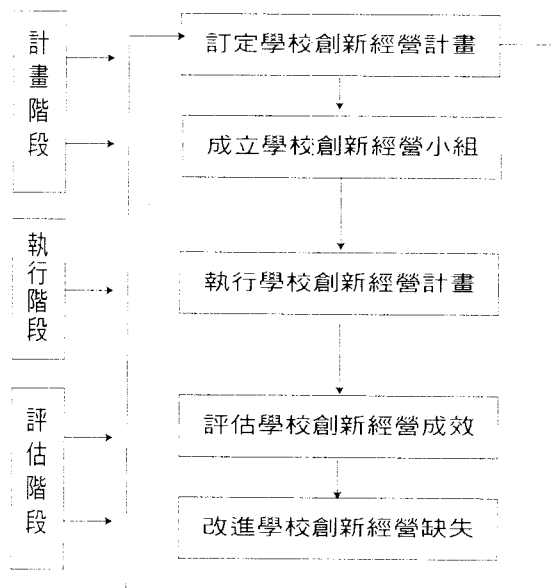 計畫階段
訂定學校創新經營計畫
成立學校創新經營小組
執行階段
執行學校創新經營計畫
評估階段
評估學校創新經營成效
改進學校創新經營缺失